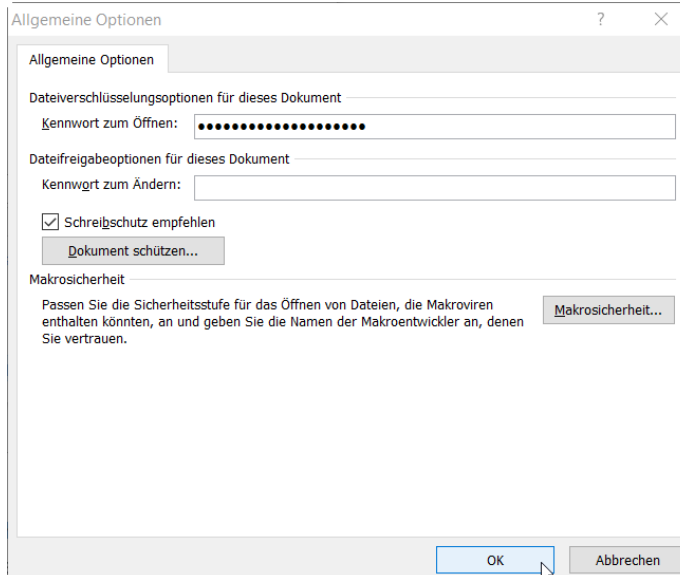 Allgemeine Optionen ? ×
Allgemeine Optionen
Dateiverschlüsselungsoptionen für dieses Dokument
Kennwort zum Öffnen: ●●●●●●●●●●●●●●●●●●●●
Dateifreigabeoptionen für dieses Dokument
Kennwort zum Ändern:
Schreibschutz empfehlen
Dokument schützen...
Makrosicherheit
Passen Sie die Sicherheitsstufe für das Öffnen von Dateien, die Makroviren
enthalten könnten, an und geben Sie die Namen der Makroentwickler an, denen
Sie vertrauen.
Makrosicherheit...
OK
Abbrechen